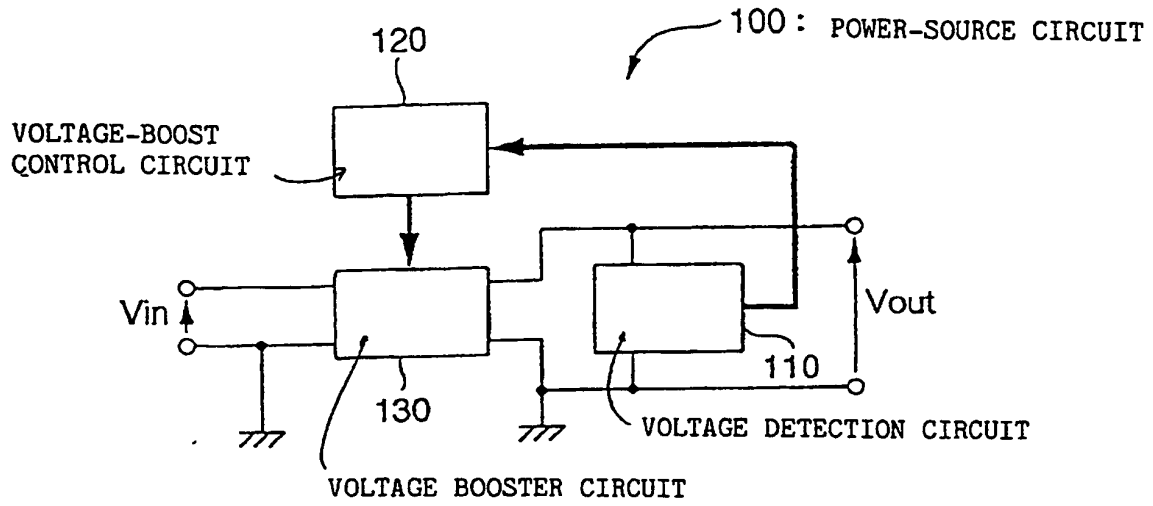 100: POWER-SOURCE CIRCUIT
120
VOLTAGE-BOOST
CONTROL CIRCUIT
Vin
Vout
110
130
VOLTAGE DETECTION CIRCUIT
VOLTAGE BOOSTER CIRCUIT